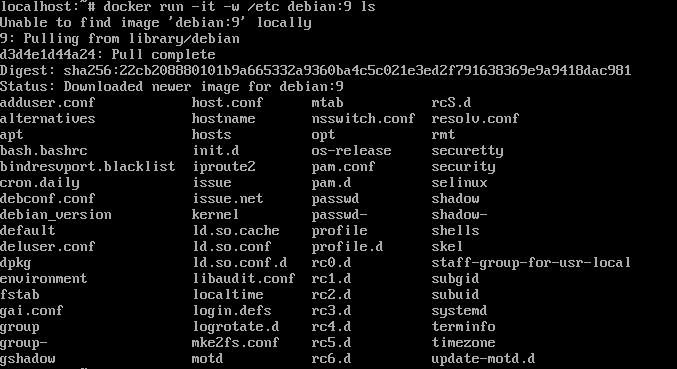 localhost:~# docker run -it -w /etc debian:9 ls
Unable to find image 'debian:9' locally
9: Pulling from library/debian
d3d4e1d44a24: Pull complete
Digest: sha256:22cb208880101b9a665332a9360ba4c5c021e3ed2f791638369e9a9418dac981
Status: Downloaded newer image for debian:9
adduser.conf host.conf mtab rcS.d
alternatives hostname nsswitch.conf resolv.conf
apt hosts opt rmt
bash.bashrc init.d os-release securetty
bindresvport.blacklist iproute2 pam.conf security
cron.daily issue pam.d selinux
debconf.conf issue.net passwd shadow
debian_version kernel passwd- shadow-
default ld.so.cache profile shells
deluser.conf ld.so.conf profile.d skel
dpkg ld.so.conf.d rc0.d staff-group-for-usr-local
environment libaudit.conf rc1.d subgid
fstab localtime rc2.d subuid
gai.conf login.defs rc3.d systemd
group logrotate.d rc4.d terminfo
group- mke2fs.conf rc5.d timezone
gshadow motd rc6.d update-motd.d